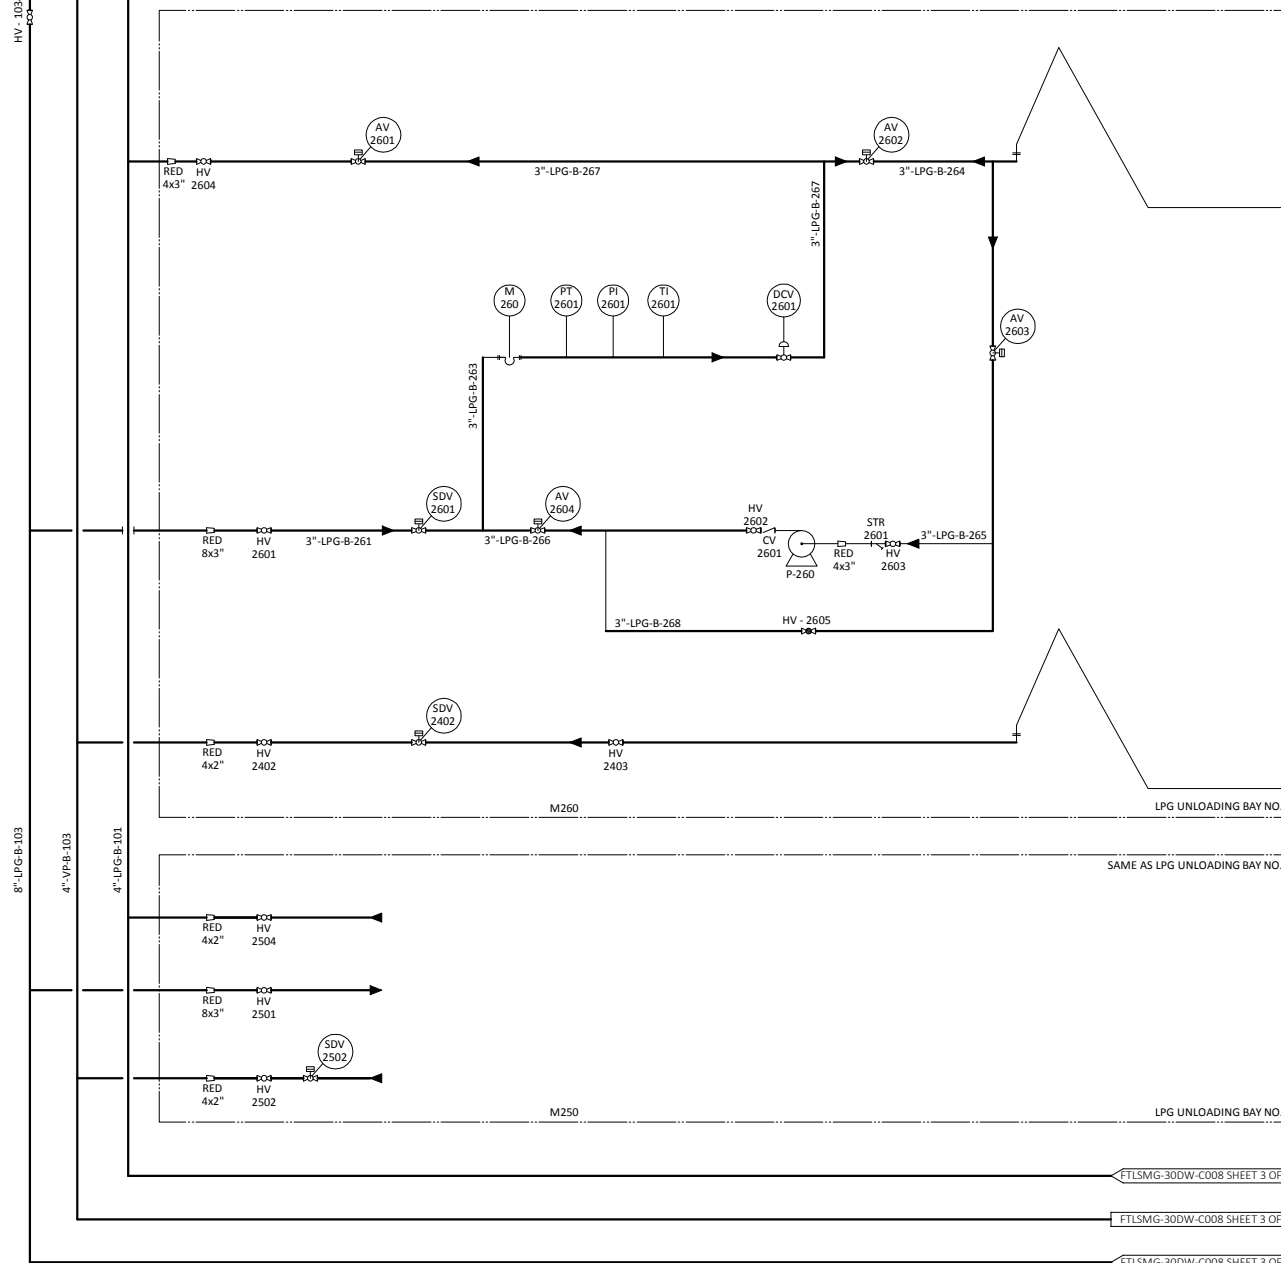 HV - 103
AV
2601
AV
2602
RED
4x3"
HV
2604
3"-LPG-B-267
3"-LPG-B-264
3"-LPG-B-267
M
260
PT
2601
PI
2601
TI
2601
DCV
2601
AV
2603
3"-LPG-B-263
SDV
2601
AV
2604
RED
8x3"
HV
2601
3"-LPG-B-261
3"-LPG-B-266
HV
2602
CV
2601
P-260
RED
4x3"
STR
2601
HV
2603
3"-LPG-B-265
3"-LPG-B-268
HV - 2605
SDV
2402
RED
4x2"
HV
2402
HV
2403
M260
LPG UNLOADING BAY NO.
8"-LPG-B-103
4"-VP-B-103
4"-LPG-B-101
SAME AS LPG UNLOADING BAY NO.
RED
4x2"
HV
2504
RED
8x3"
HV
2501
SDV
2502
RED
4x2"
HV
2502
M250
LPG UNLOADING BAY NO.
FTLSMG-30DW-C008 SHEET 3 OF
FTLSMG-30DW-C008 SHEET 3 OF
FTLSMG-30DW-C008 SHEET 3 OF